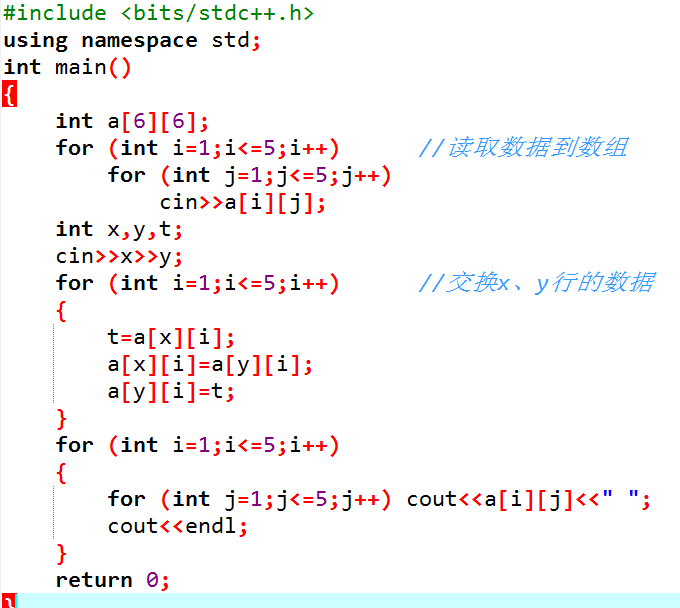 #include <bits/stdc++.h>
using namespace std;
int main()
{
    int a[6][6];
    for (int i=1;i<=5;i++)      //读取数据到数组
        for (int j=1;j<=5;j++)
            cin>>a[i][j];
    int x,y,t;
    cin>>x>>y;
    for (int i=1;i<=5;i++)      //交换x、y行的数据
    {
        t=a[x][i];
        a[x][i]=a[y][i];
        a[y][i]=t;
    }
    for (int i=1;i<=5;i++)
    {
        for (int j=1;j<=5;j++) cout<<a[i][j]<<" ";
        cout<<endl;
    }
    return 0;
}